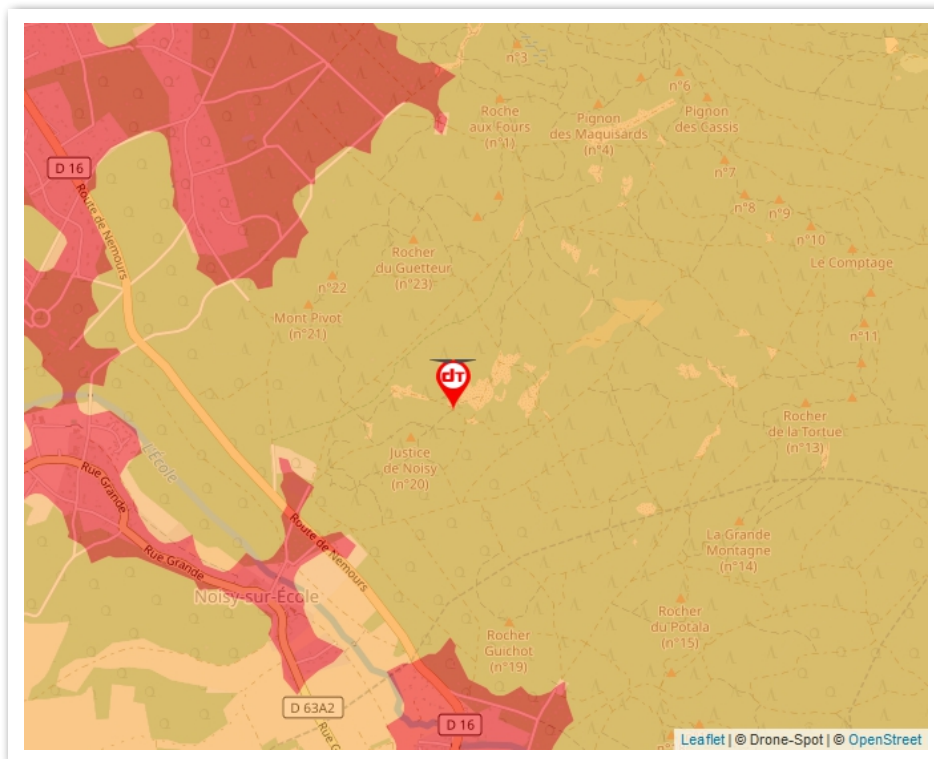 n°3
n°6
Roche
aux Fours
(n°1)
Pignon
des Maquisards
(n°4)
Pignon
des Cassis
D 16
Route de Nemours
n°7
n°8
n°9
n°10
Le Comptage
Rocher
du Guetteur
(n°23)
n°22
Mont Pivot
(n°21)
n°11
dT
Rocher
de la Tortue
(n°13)
Justice
de Noisy
(n°20)
L'École
Rue Grande
Route de Nemours
Rue Grande
La Grande
Montagne
(n°14)
Noisy-sur-École
Rocher
du Potala
(n°15)
Rocher
Guichot
(n°19)
D 63A2
D 16
Leaflet | © Drone-Spot | © OpenStreet